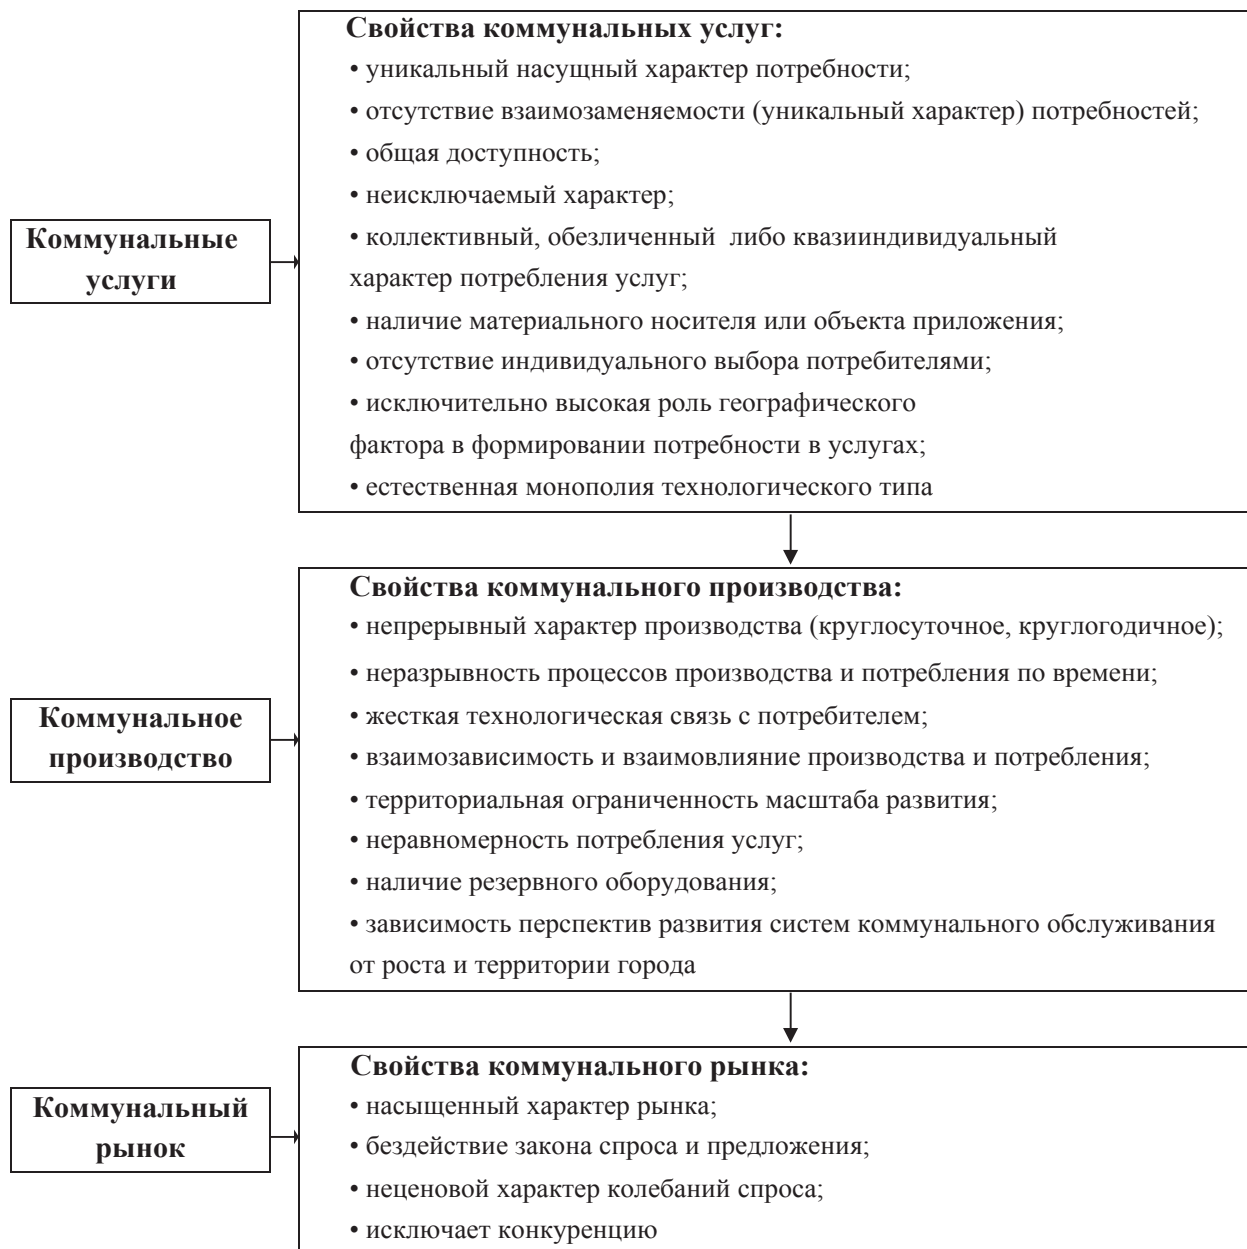 Коммунальные
услуги
Свойства коммунальных услуг:
• уникальный насущный характер потребности;
• отсутствие взаимозаменяемости (уникальный характер) потребностей;
• общая доступность;
• неисключаемый характер;
• коллективный, обезличенный либо квазииндивидуальный
характер потребления услуг;
• наличие материального носителя или объекта приложения;
• отсутствие индивидуального выбора потребителями;
• исключительно высокая роль географического
фактора в формировании потребности в услугах;
• естественная монополия технологического типа
Коммунальное
производство
Свойства коммунального производства:
• непрерывный характер производства (круглосуточное, круглогодичное);
• неразрывность процессов производства и потребления по времени;
• жесткая технологическая связь с потребителем;
• взаимозависимость и взаимовлияние производства и потребления;
• территориальная ограниченность масштаба развития;
• неравномерность потребления услуг;
• наличие резервного оборудования;
• зависимость перспектив развития систем коммунального обслуживания
от роста и территории города
Коммунальный
рынок
Свойства коммунального рынка:
• насыщенный характер рынка;
• бездействие закона спроса и предложения;
• неценовой характер колебаний спроса;
• исключает конкуренцию